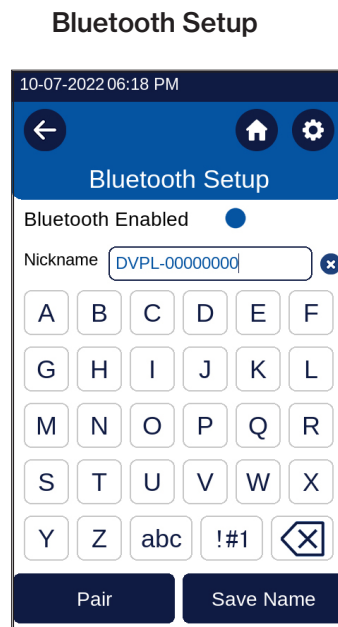 Bluetooth Setup
10-07-2022 06:18 PM
Bluetooth Setup
Bluetooth Enabled
Nickname DVPL-00000000
A B C D E F
G H I J K L
M N O P Q R
S T U V W X
Y Z abc !#1
Pair Save Name